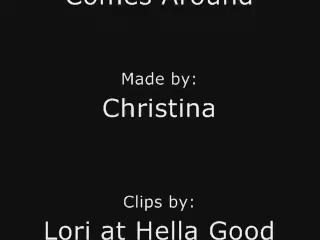 Comes Around
Made by:
Christina
Clips by:
Lori at Hella Good